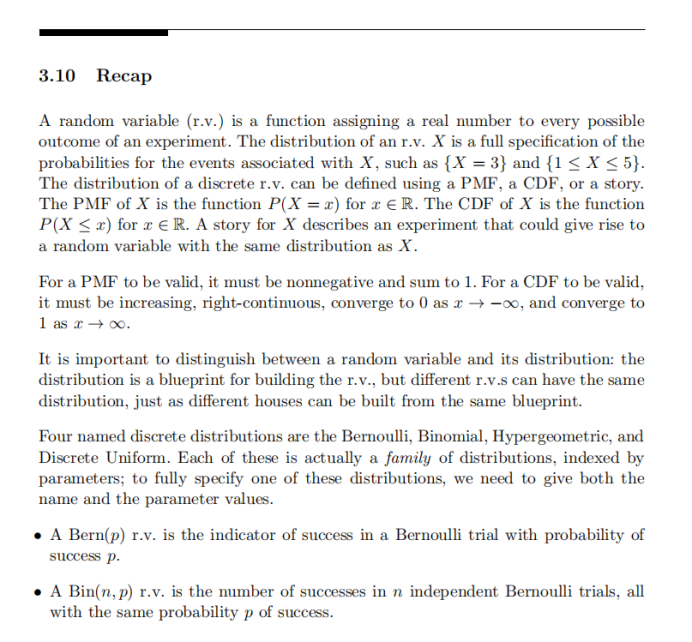 3.10 Recap
A random variable (r.v.) is a function assigning a real number to every possible
outcome of an experiment. The distribution of an r.v. X is a full specification of the
probabilities for the events associated with X, such as {X = 3} and {1 ≤ X ≤ 5}.
The distribution of a discrete r.v. can be defined using a PMF, a CDF, or a story.
The PMF of X is the function P(X = x) for x ∈ ℝ. The CDF of X is the function
P(X ≤ x) for x ∈ ℝ. A story for X describes an experiment that could give rise to
a random variable with the same distribution as X.
For a PMF to be valid, it must be nonnegative and sum to 1. For a CDF to be valid,
it must be increasing, right-continuous, converge to 0 as x → −∞, and converge to
1 as x → ∞.
It is important to distinguish between a random variable and its distribution: the
distribution is a blueprint for building the r.v., but different r.v.s can have the same
distribution, just as different houses can be built from the same blueprint.
Four named discrete distributions are the Bernoulli, Binomial, Hypergeometric, and
Discrete Uniform. Each of these is actually a family of distributions, indexed by
parameters; to fully specify one of these distributions, we need to give both the
name and the parameter values.
• A Bern(p) r.v. is the indicator of success in a Bernoulli trial with probability of
success p.
• A Bin(n, p) r.v. is the number of successes in n independent Bernoulli trials, all
with the same probability p of success.